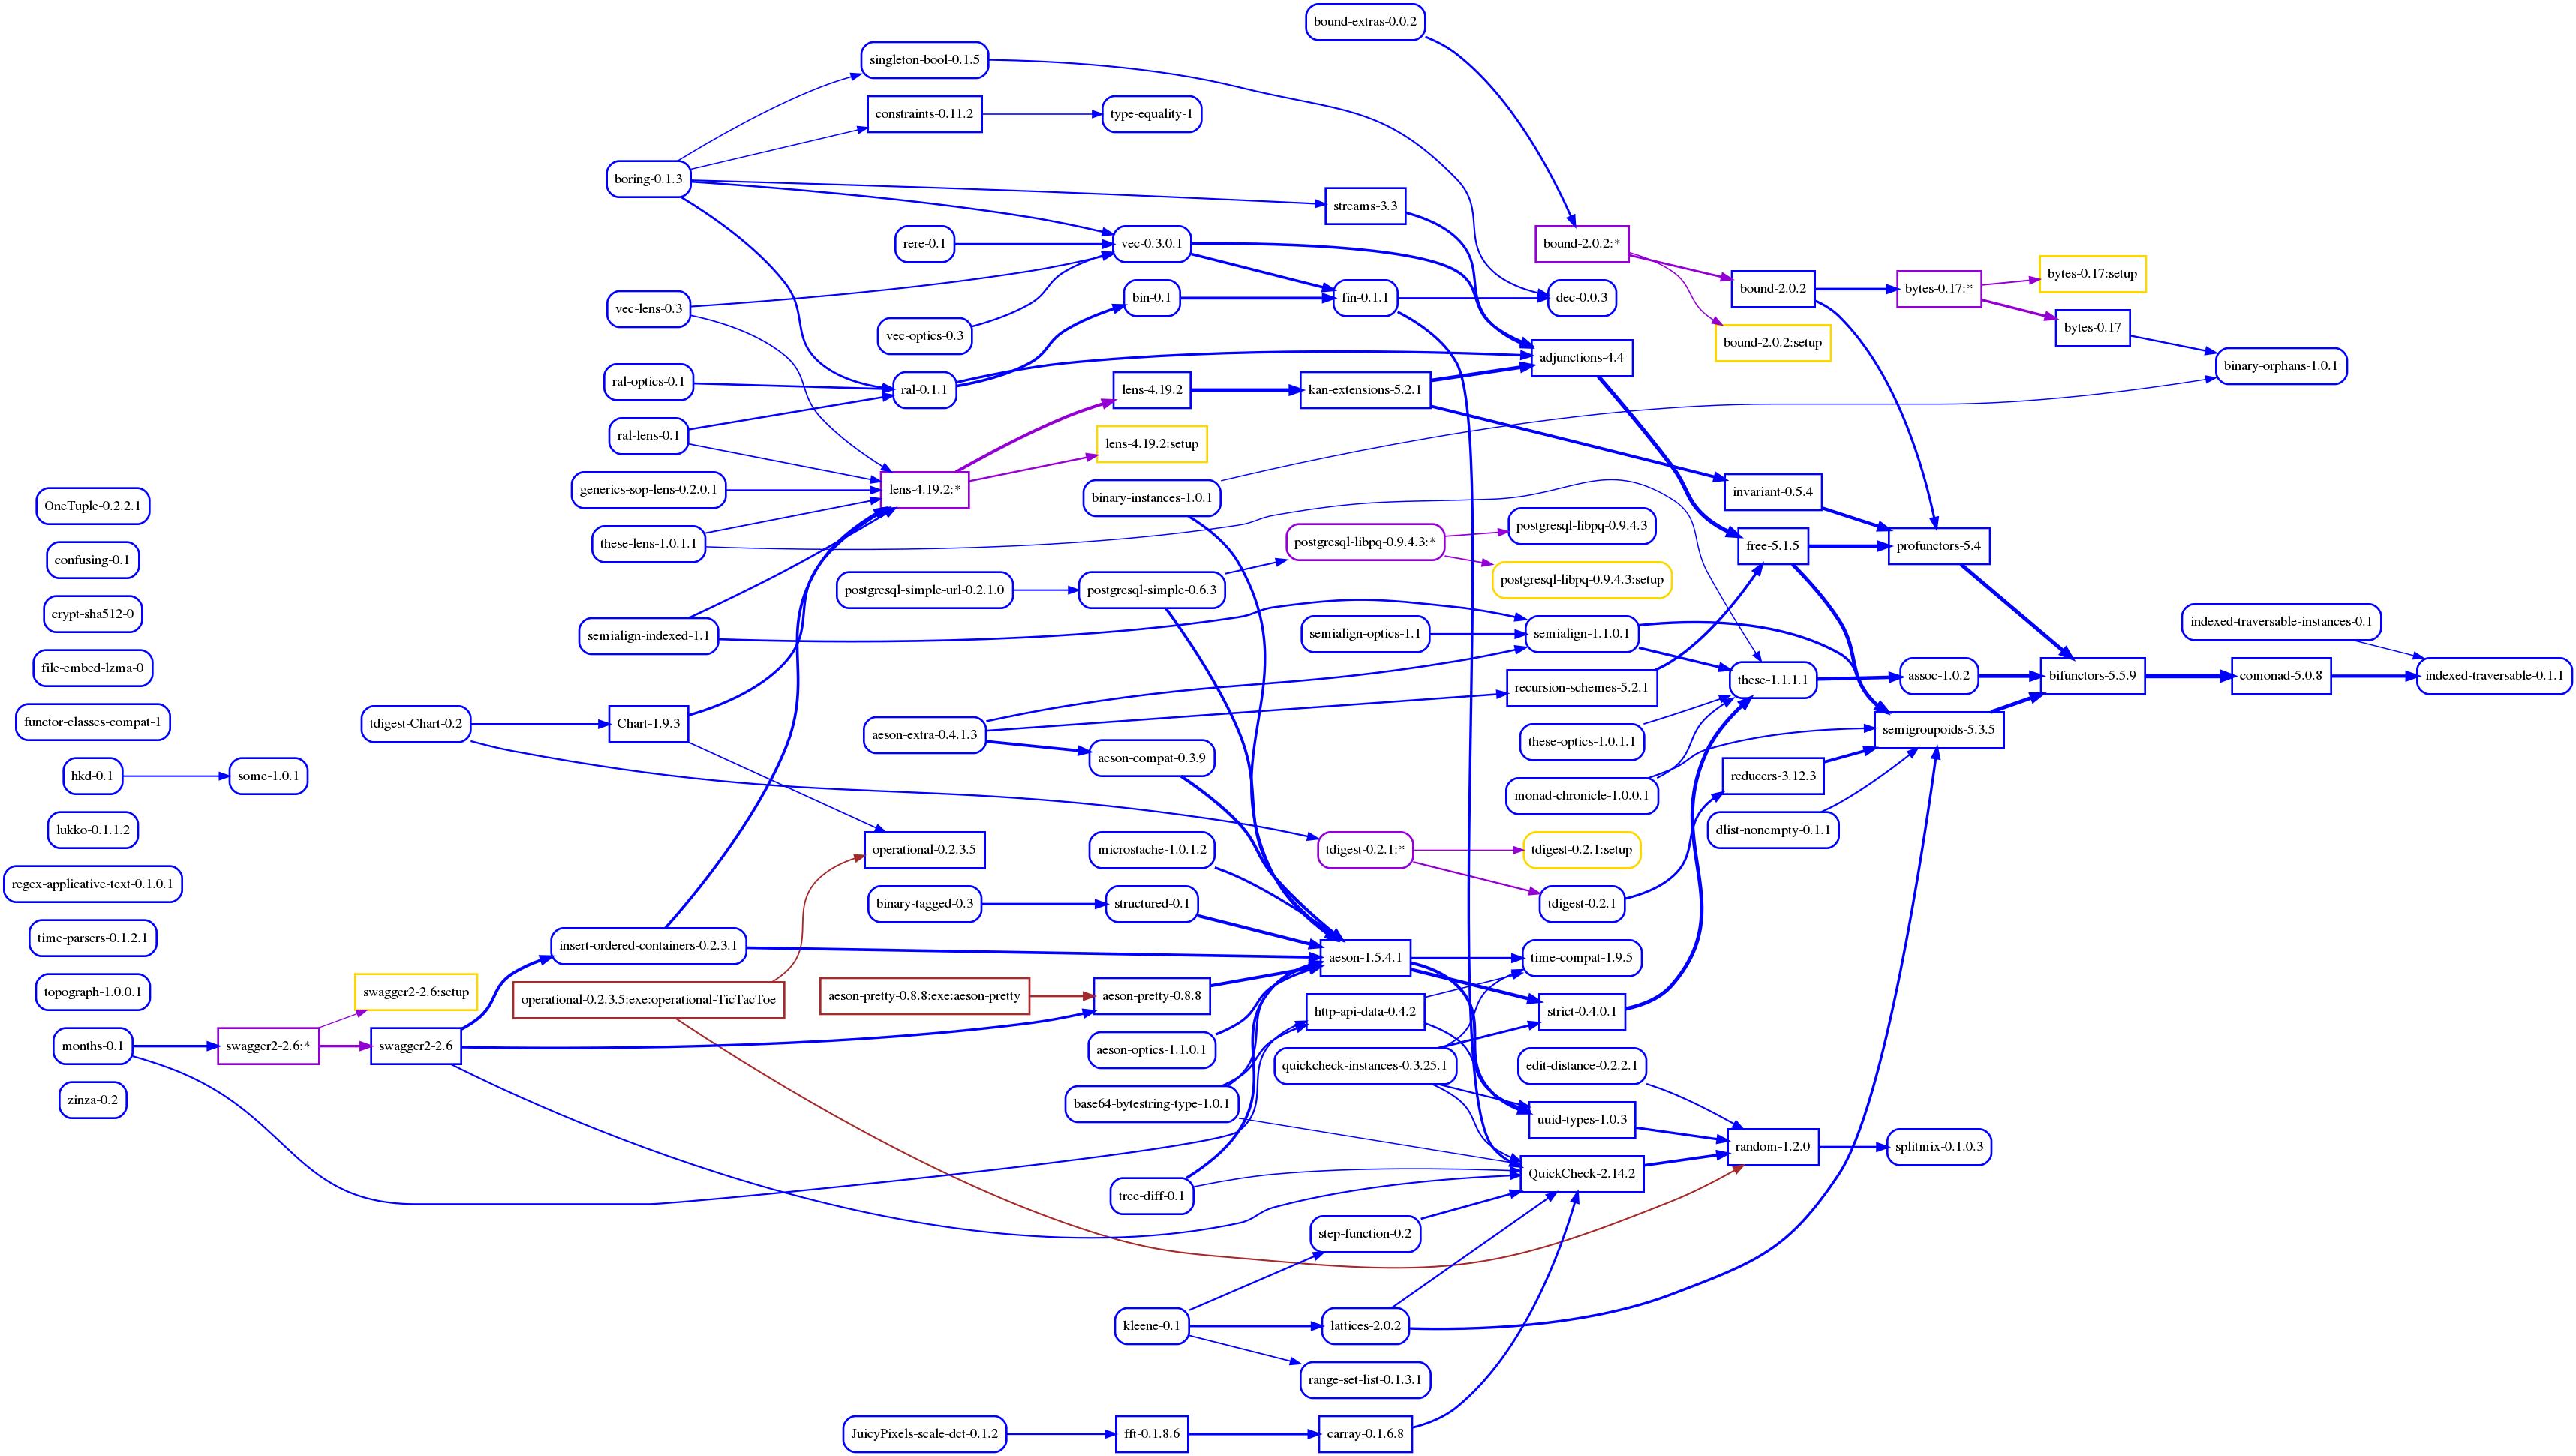 bound-extras-0.0.2
singleton-bool-0.1.5
constraints-0.11.2
type-equality-1
boring-0.1.3
streams-3.3
rere-0.1
vec-0.3.0.1
bound-2.0.2:*
bytes-0.17:setup
vec-lens-0.3
bin-0.1
fin-0.1.1
dec-0.0.3
bound-2.0.2
bytes-0.17:*
vec-optics-0.3
bound-2.0.2:setup
bytes-0.17
adjunctions-4.4
binary-orphans-1.0.1
ral-optics-0.1
ral-0.1.1
lens-4.19.2
kan-extensions-5.2.1
ral-lens-0.1
lens-4.19.2:setup
generics-sop-lens-0.2.0.1
lens-4.19.2:*
binary-instances-1.0.1
invariant-0.5.4
OneTuple-0.2.2.1
these-lens-1.0.1.1
postgresql-libpq-0.9.4.3:*
postgresql-libpq-0.9.4.3
free-5.1.5
profunctors-5.4
confusing-0.1
postgresql-simple-url-0.2.1.0
postgresql-simple-0.6.3
postgresql-libpq-0.9.4.3:setup
crypt-sha512-0
semialign-indexed-1.1
semialign-optics-1.1
semialign-1.1.0.1
indexed-traversable-instances-0.1
file-embed-lzma-0
recursion-schemes-5.2.1
these-1.1.1.1
assoc-1.0.2
bifunctors-5.5.9
comonad-5.0.8
indexed-traversable-0.1.1
functor-classes-compat-1
tdigest-Chart-0.2
Chart-1.9.3
aeson-extra-0.4.1.3
these-optics-1.0.1.1
semigroupoids-5.3.5
hkd-0.1
some-1.0.1
aeson-compat-0.3.9
monad-chronicle-1.0.0.1
reducers-3.12.3
lukko-0.1.1.2
operational-0.2.3.5
microstache-1.0.1.2
tdigest-0.2.1:*
tdigest-0.2.1:setup
dlist-nonempty-0.1.1
regex-applicative-text-0.1.0.1
binary-tagged-0.3
structured-0.1
tdigest-0.2.1
time-parsers-0.1.2.1
insert-ordered-containers-0.2.3.1
aeson-1.5.4.1
time-compat-1.9.5
topograph-1.0.0.1
swagger2-2.6:setup
operational-0.2.3.5:exe:operational-TicTacToe
aeson-pretty-0.8.8:exe:aeson-pretty
aeson-pretty-0.8.8
http-api-data-0.4.2
strict-0.4.0.1
months-0.1
swagger2-2.6:*
swagger2-2.6
aeson-optics-1.1.0.1
quickcheck-instances-0.3.25.1
edit-distance-0.2.2.1
zinza-0.2
base64-bytestring-type-1.0.1
uuid-types-1.0.3
random-1.2.0
splitmix-0.1.0.3
QuickCheck-2.14.2
tree-diff-0.1
step-function-0.2
kleene-0.1
lattices-2.0.2
range-set-list-0.1.3.1
JuicyPixels-scale-dct-0.1.2
fft-0.1.8.6
carray-0.1.6.8